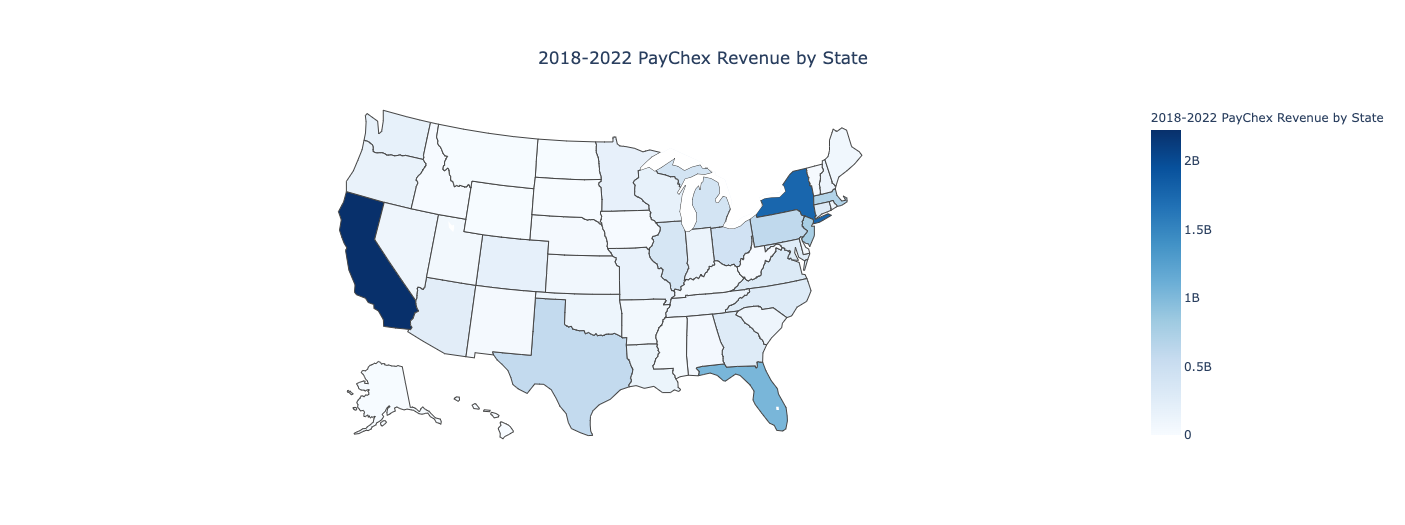 2018-2022 PayChex Revenue by State
2018-2022 PayChex Revenue by State
2B
1.5B
1B
0.5B
0